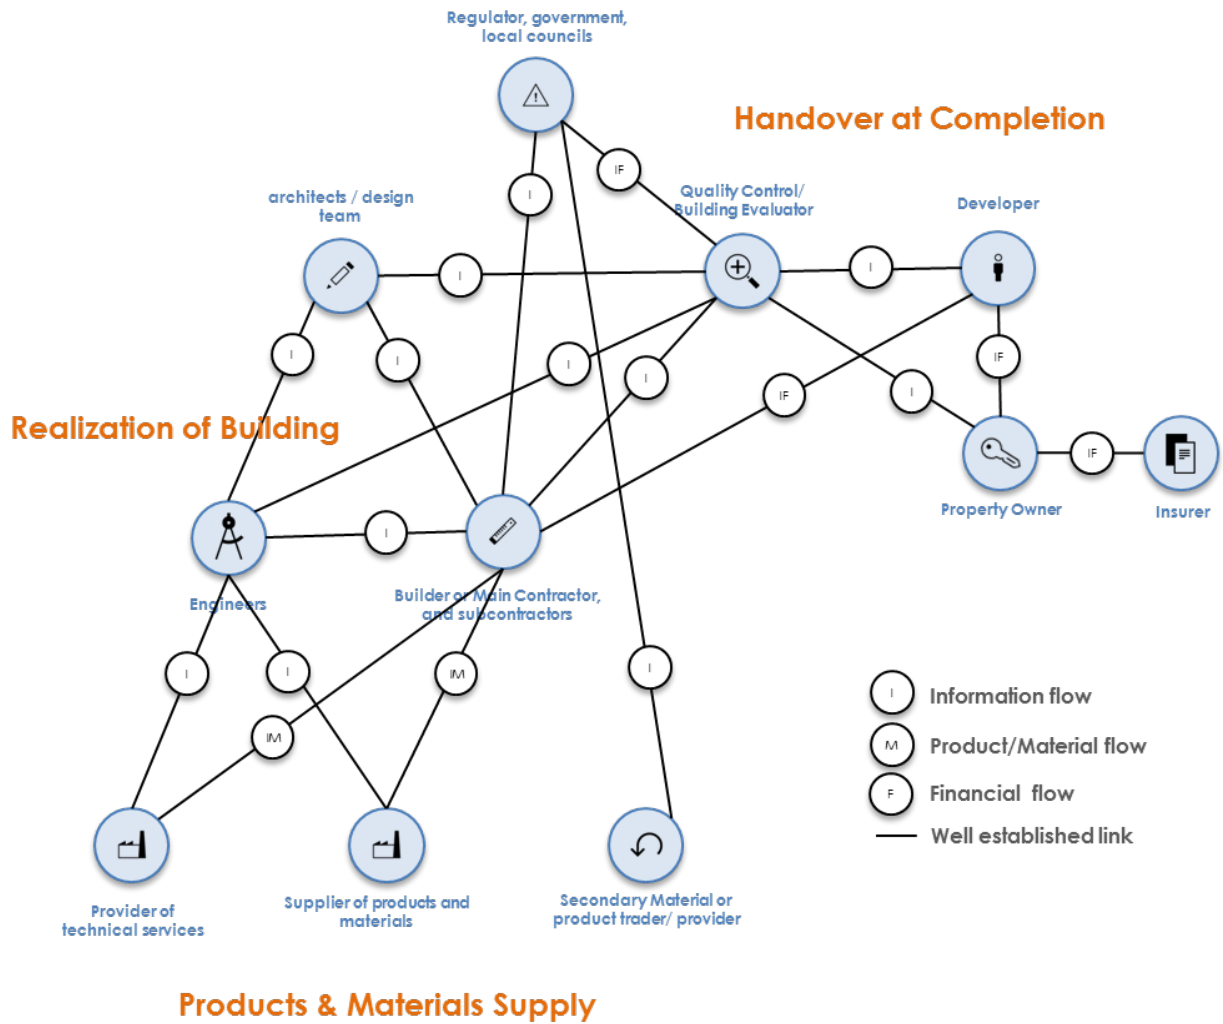 Regulator, government,
local councils
Handover at Completion
IF
I
architects / design
team
Quality Control/
Building Evaluator
Developer
I
I
I
I
I
I
IF
IF
I
Realization of Building
IF
Property Owner
Insurer
I
Engineers
Builder or Main Contractor,
and subcontractors
I
I
IM
I
IM
I Information flow
M Product/Material flow
F Financial flow
Well established link
Provider of
technical services
Supplier of products and
materials
Secondary Material or
product trader/ provider
Products & Materials Supply